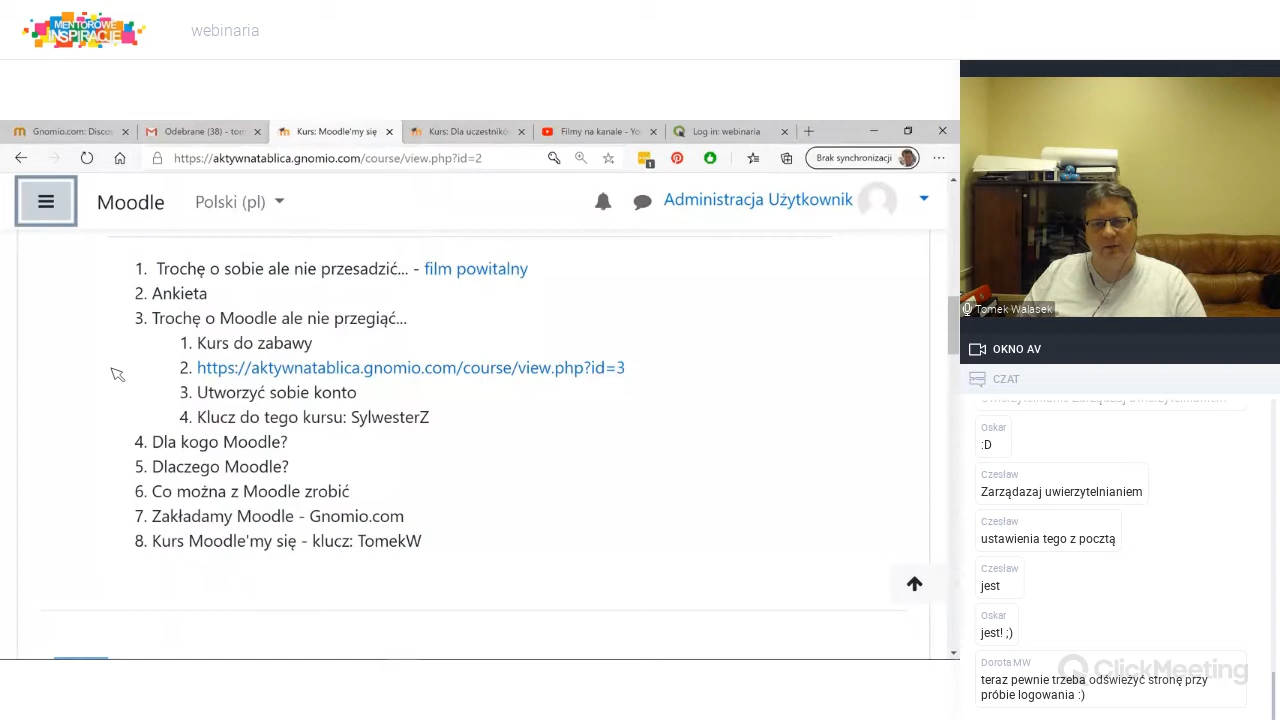 MENTOROWE
INSPIRACJE
webinaria
Gnomio.com: Disco
Odebrane (38) - tom
Kurs: Moodle'my się
Kurs: Dla uczestnikó
Filmy na kanale - Yo
Log in: webinaria
https://aktywnatablica.gnomio.com/course/view.php?id=2
1
Brak synchronizacji
Moodle
Polski (pl)
Administracja Użytkownik
1. Trochę o sobie ale nie przesadzić... - film powitalny
2. Ankieta
3. Trochę o Moodle ale nie przegiąć...
1. Kurs do zabawy
2. https://aktywnatablica.gnomio.com/course/view.php?id=3
3. Utworzyć sobie konto
4. Klucz do tego kursu: SylwesterZ
4. Dla kogo Moodle?
5. Dlaczego Moodle?
6. Co można z Moodle zrobić
7. Zakładamy Moodle - Gnomio.com
8. Kurs Moodle'my się - klucz: TomekW
Tomek Walasek
OKNO AV
CZAT
Oskar
:D
Czesław
Zarządazaj uwierzytelnianiem
Czesław
ustawienia tego z pocztą
Czesław
jest
Oskar
jest! ;)
Dorota MW
teraz pewnie trzeba odświeżyć stronę przy
próbie logowania :)
ClickMeeting